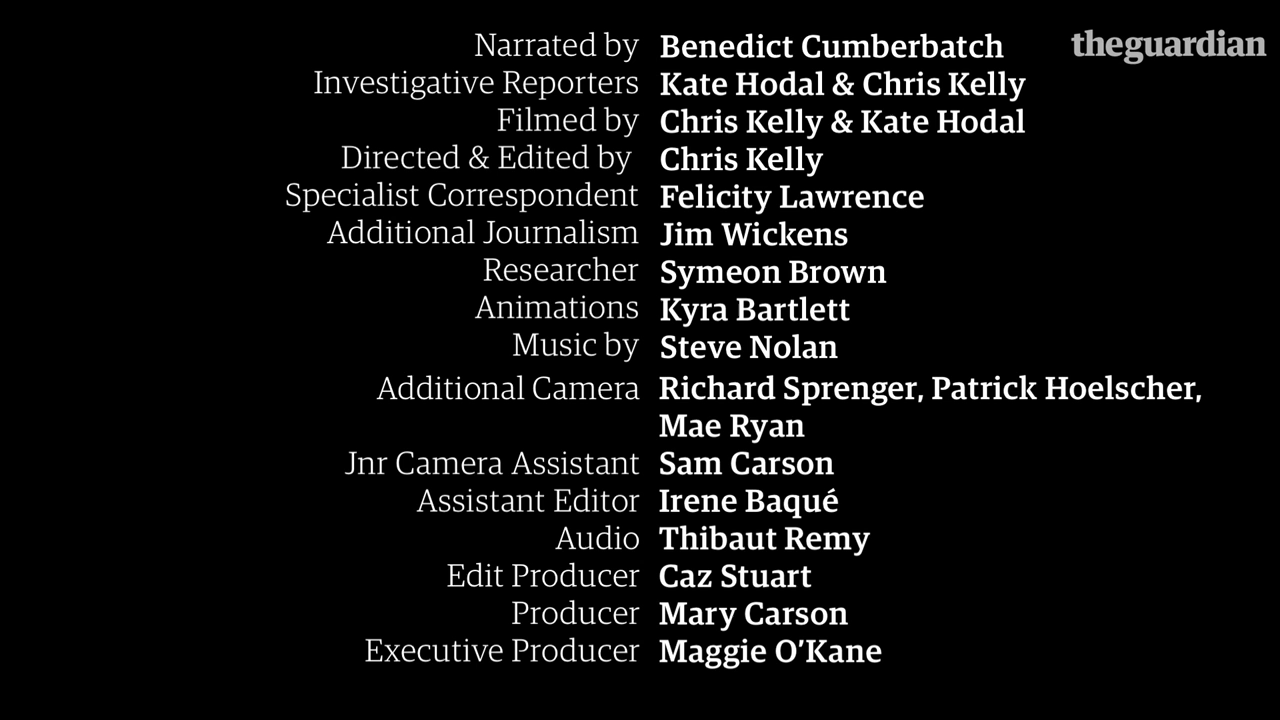 theguardian
Narrated by Benedict Cumberbatch
Investigative Reporters Kate Hodal & Chris Kelly
Filmed by Chris Kelly & Kate Hodal
Directed & Edited by Chris Kelly
Specialist Correspondent Felicity Lawrence
Additional Journalism Jim Wickens
Researcher Symeon Brown
Animations Kyra Bartlett
Music by Steve Nolan
Additional Camera Richard Sprenger, Patrick Hoelscher,
Mae Ryan
Jnr Camera Assistant Sam Carson
Assistant Editor Irene Baqué
Audio Thibaut Remy
Edit Producer Caz Stuart
Producer Mary Carson
Executive Producer Maggie O’Kane